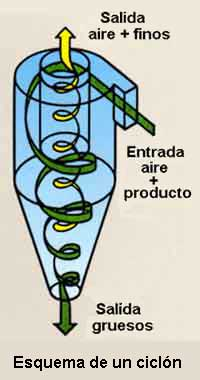 Salida
aire + finos
Entrada
aire
+
producto
Salida
gruesos
Esquema de un ciclón